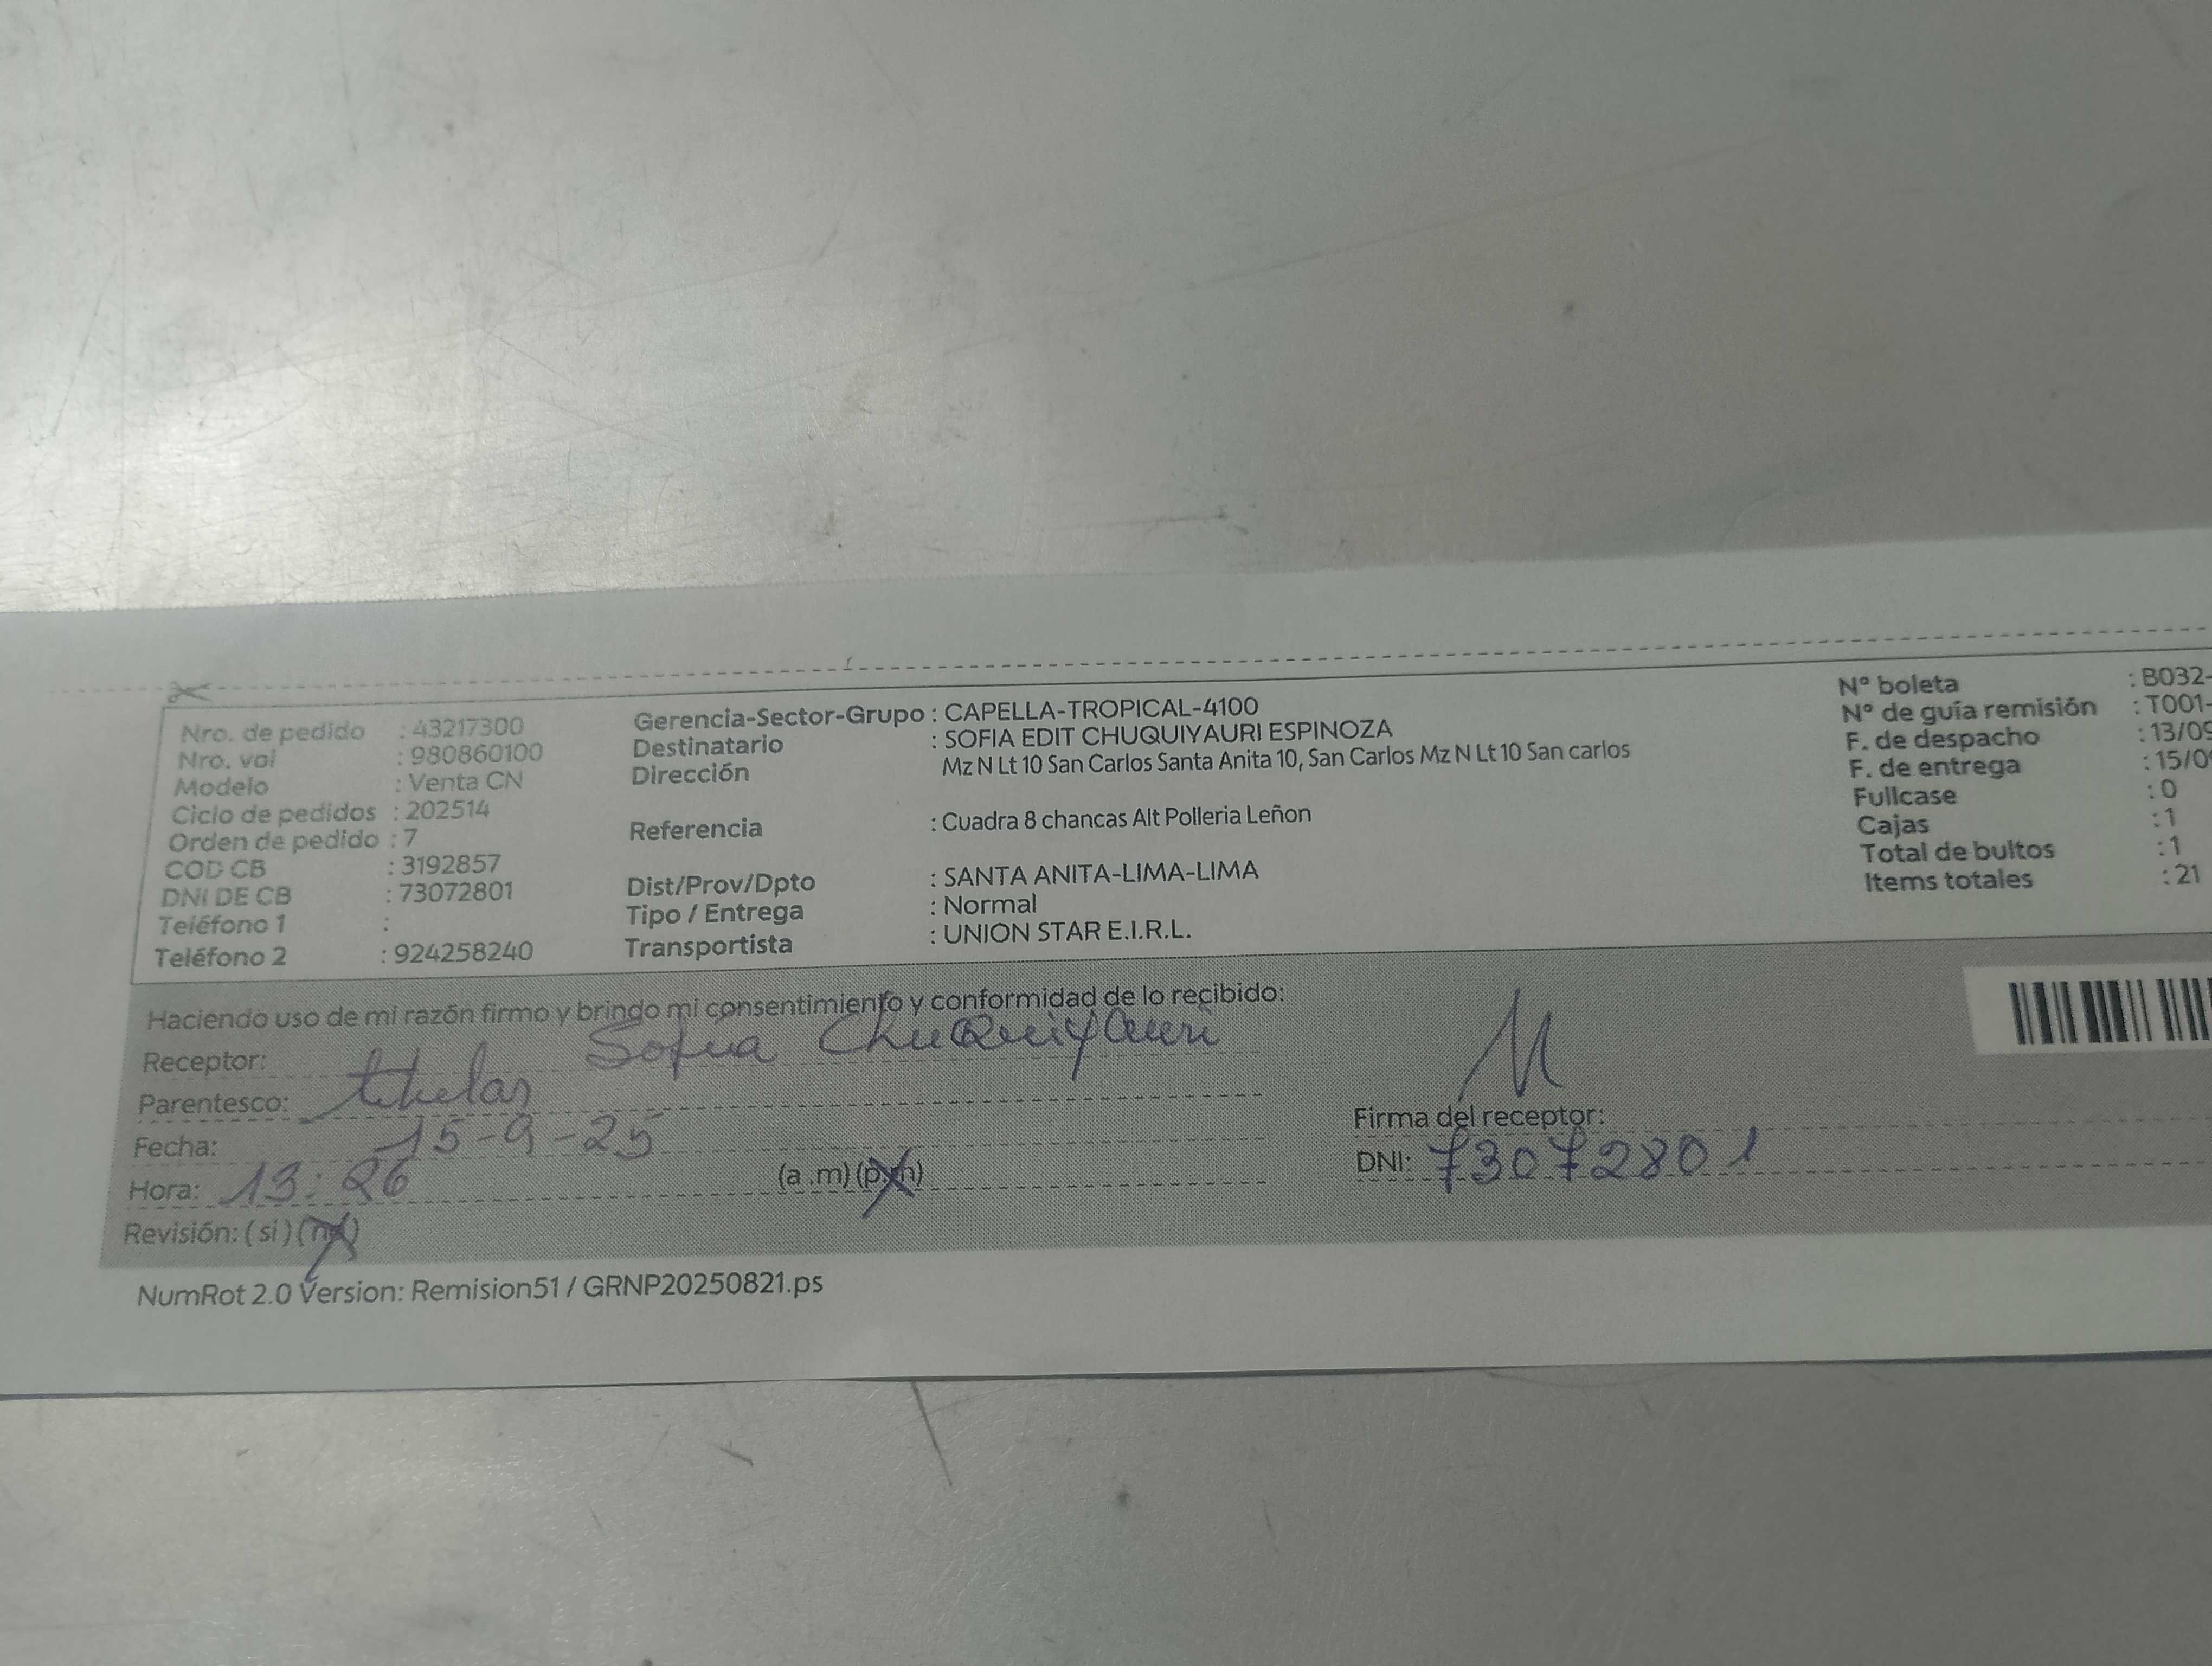 Nro. de pedido : 43217300
Nro. vol : 980860100
Modelo : Venta CN
Ciclo de pedidos : 202514
Orden de pedido : 7
COD CB : 3192857
DNI DE CB : 73072801
Teléfono 1 :
Teléfono 2 : 924258240
Gerencia-Sector-Grupo : CAPELLA-TROPICAL-4100
Destinatario : SOFIA EDIT CHUQUIYAURI ESPINOZA
Dirección Mz N Lt 10 San Carlos Santa Anita 10, San Carlos Mz N Lt 10 San carlos
Referencia : Cuadra 8 chancas Alt Polleria Leñon
Dist/Prov/Dpto : SANTA ANITA-LIMA-LIMA
Tipo / Entrega : Normal
Transportista : UNION STAR E.I.R.L.
N° boleta : B032-
N° de guía remisión : T001-
F. de despacho : 13/09
F. de entrega : 15/0
Fullcase : 0
Cajas : 1
Total de bultos : 1
Items totales : 21
Haciendo uso de mi razón firmo y brindo mi consentimiento y conformidad de lo recibido:
Receptor: Sofia Chuquiyauri
Parentesco: titular
Fecha: 15-9-25
Hora: 13:26 (a .m) (p.m)
Revisión: ( si ) (no)
Firma del receptor:
DNI: 73072801
NumRot 2.0 Version: Remision51 / GRNP20250821.ps